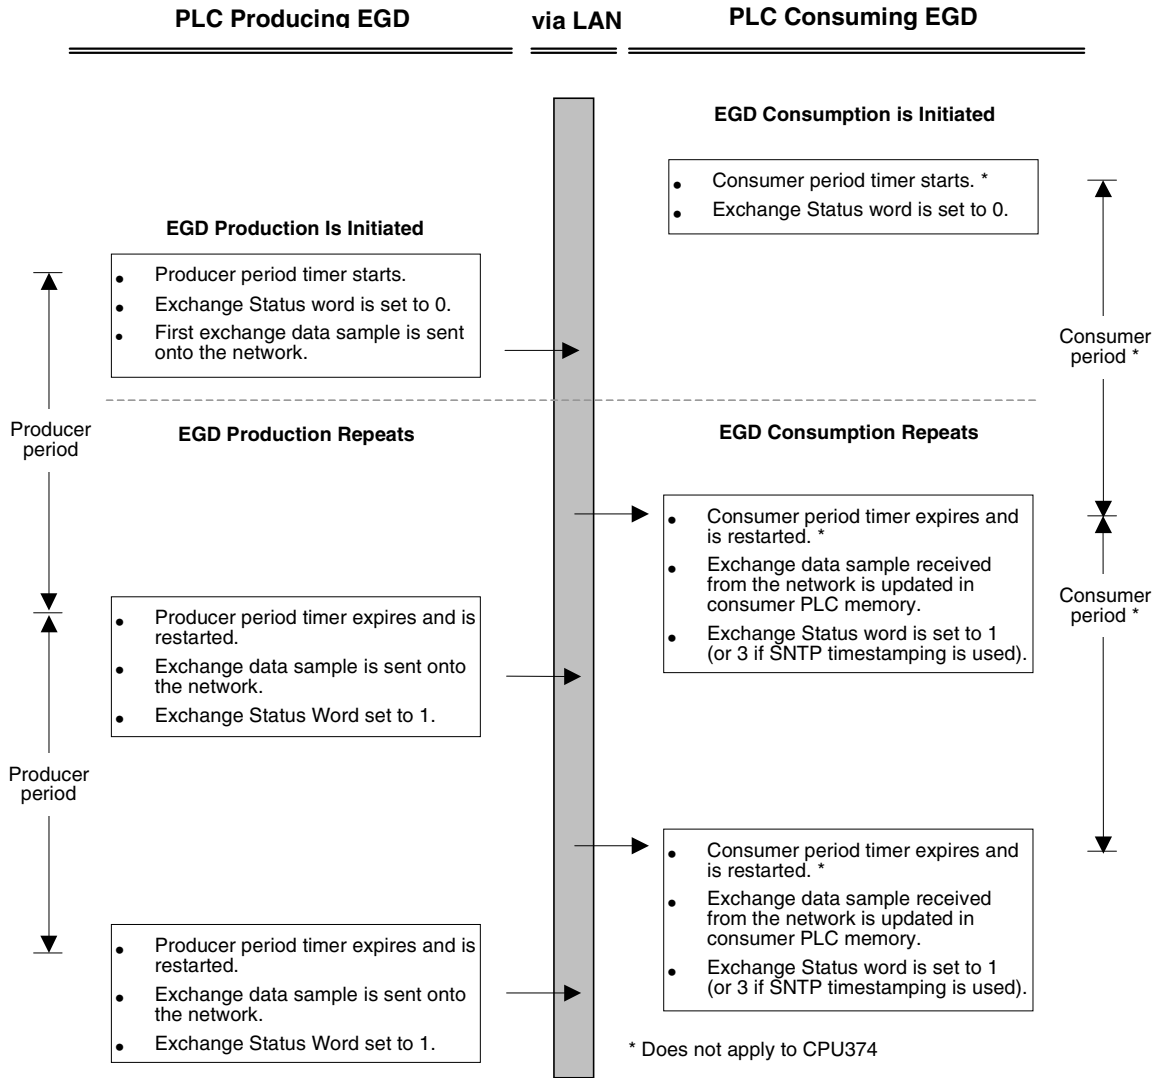 PLC Producing EGD
via LAN
PLC Consuming EGD
EGD Consumption is Initiated
• Consumer period timer starts. *
• Exchange Status word is set to 0.
EGD Production Is Initiated
• Producer period timer starts.
• Exchange Status word is set to 0.
• First exchange data sample is sent
onto the network.
Consumer
period *
Producer
period
EGD Production Repeats
EGD Consumption Repeats
• Consumer period timer expires and
is restarted. *
• Exchange data sample received
from the network is updated in
consumer PLC memory.
• Exchange Status word is set to 1
(or 3 if SNTP timestamping is used).
Consumer
period *
• Producer period timer expires and is
restarted.
• Exchange data sample is sent onto
the network.
• Exchange Status Word set to 1.
Producer
period
• Consumer period timer expires and
is restarted. *
• Exchange data sample received
from the network is updated in
consumer PLC memory.
• Exchange Status word is set to 1
(or 3 if SNTP timestamping is used).
• Producer period timer expires and is
restarted.
• Exchange data sample is sent onto
the network.
• Exchange Status Word set to 1.
* Does not apply to CPU374